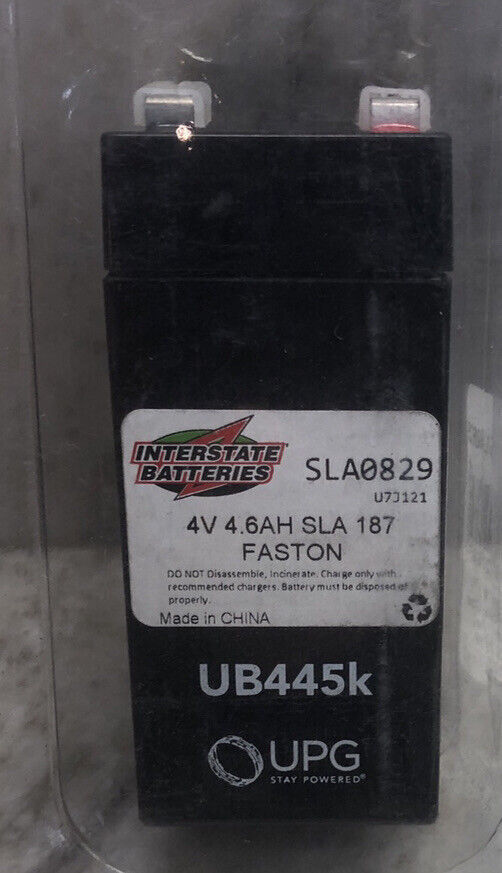 INTERSTATE
BATTERIES
SLA0829
U7J121
4V 4.6AH SLA 187
FASTON
DO NOT Disassemble, Incinerate. Charge only with
recommended chargers. Battery must be disposed of
properly.
Made in CHINA
UB445k
UPG
STAY POWERED®